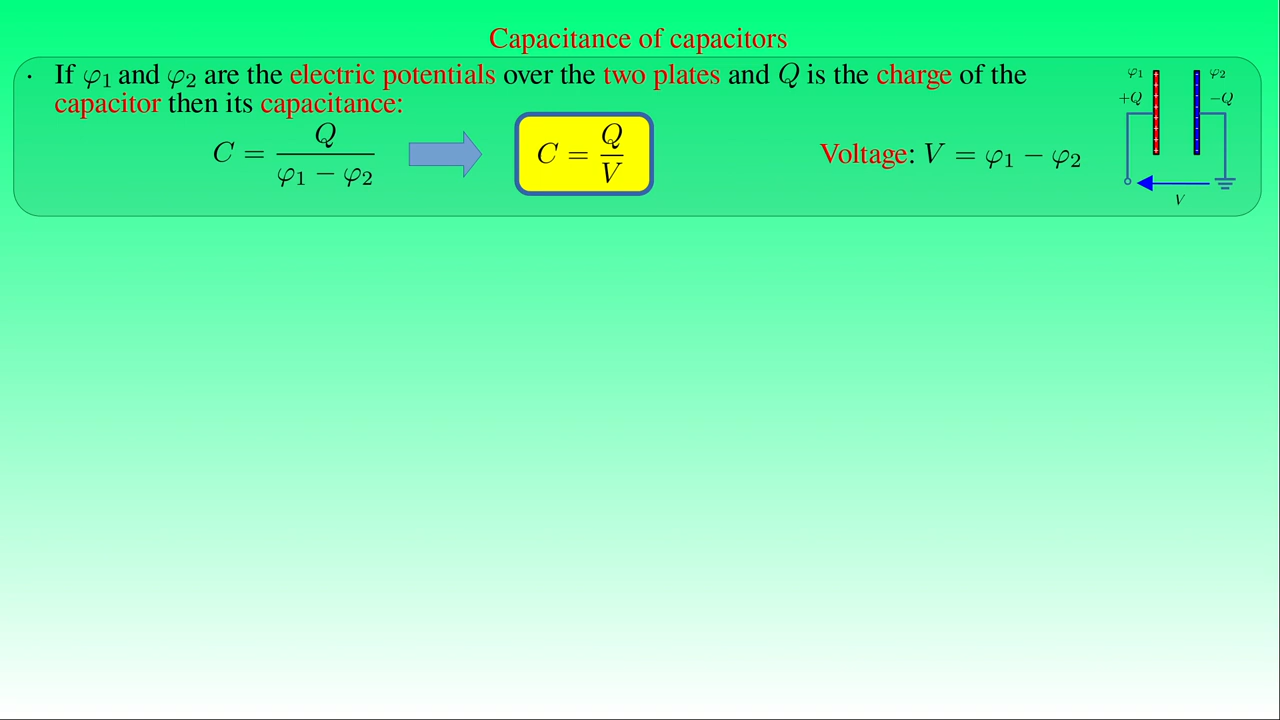 Capacitance of capacitors
· If φ₁ and φ₂ are the electric potentials over the two plates and Q is the charge of the
capacitor then its capacitance:
C = Q / (φ₁ − φ₂)
C = Q / V
Voltage: V = φ₁ − φ₂
φ₁ φ₂
+Q −Q
V